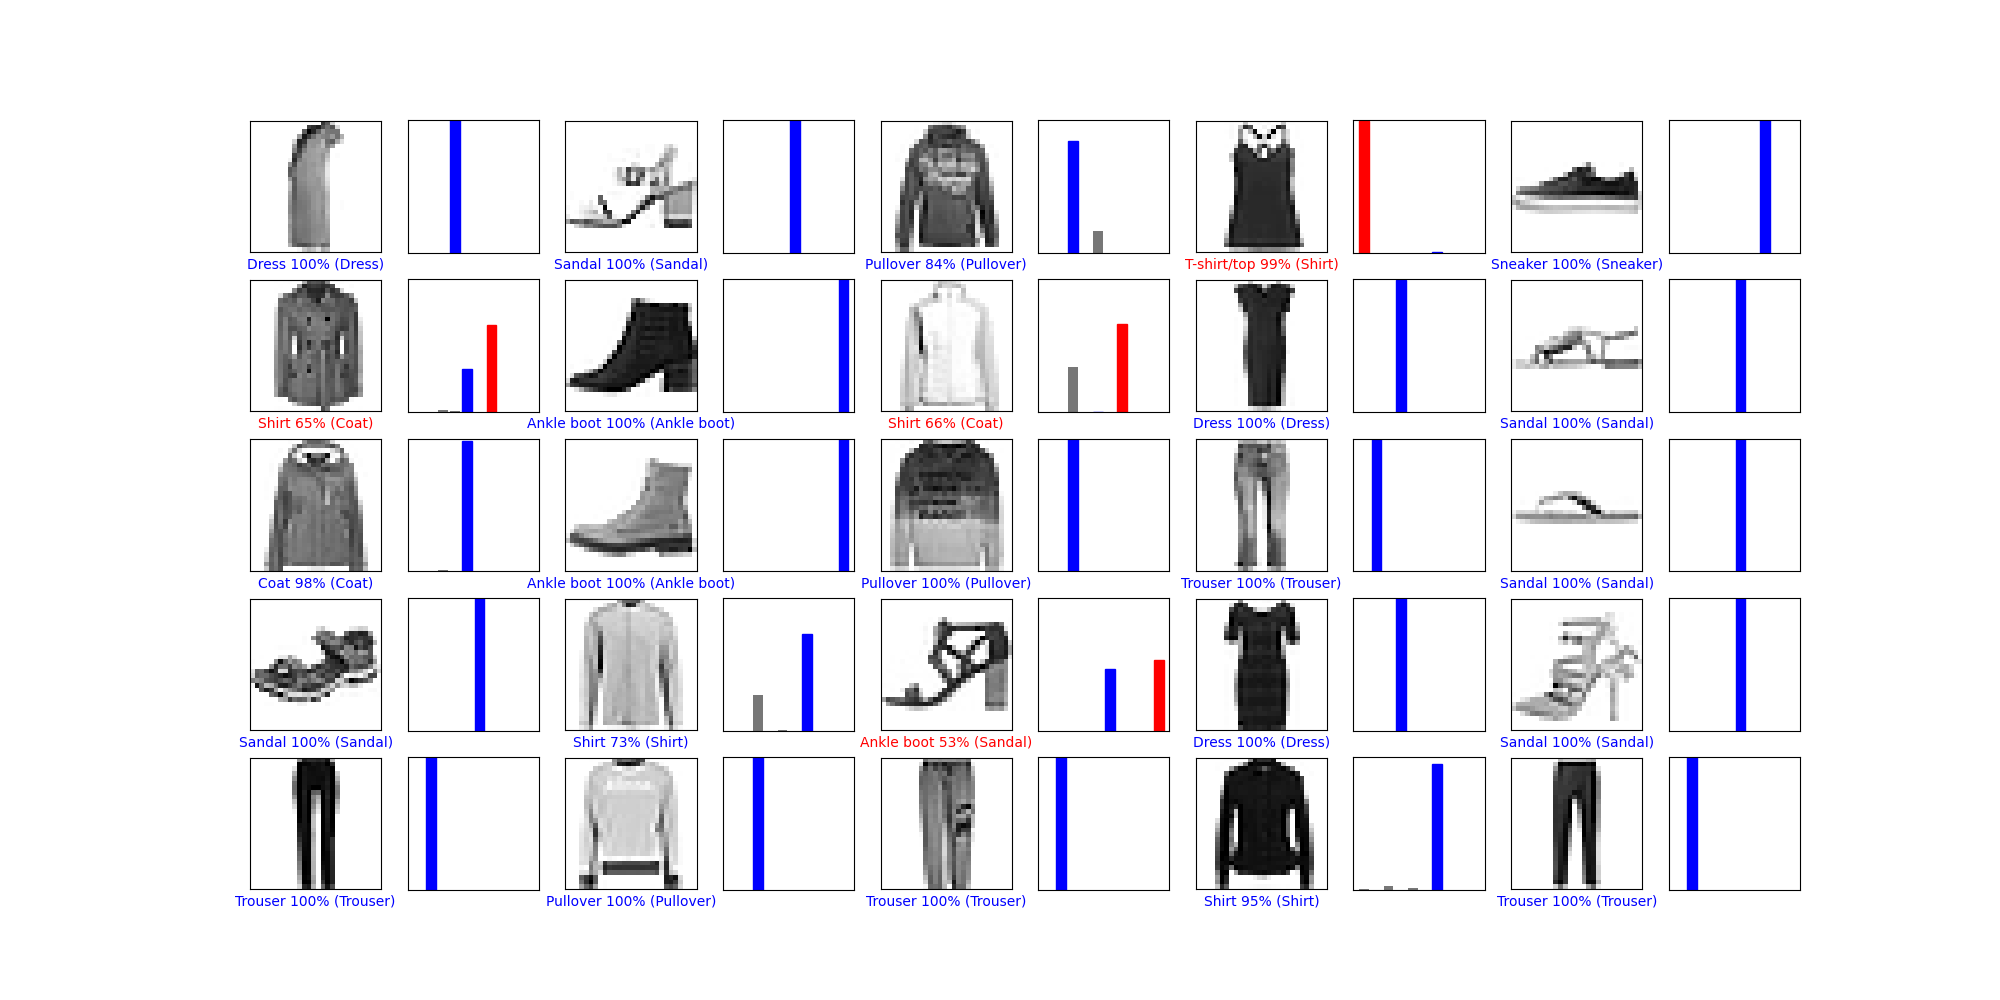 Dress 100% (Dress)
Sandal 100% (Sandal)
Pullover 84% (Pullover)
T-shirt/top 99% (Shirt)
Sneaker 100% (Sneaker)
Shirt 65% (Coat)
Ankle boot 100% (Ankle boot)
Shirt 66% (Coat)
Dress 100% (Dress)
Sandal 100% (Sandal)
Coat 98% (Coat)
Ankle boot 100% (Ankle boot)
Pullover 100% (Pullover)
Trouser 100% (Trouser)
Sandal 100% (Sandal)
Sandal 100% (Sandal)
Shirt 73% (Shirt)
Ankle boot 53% (Sandal)
Dress 100% (Dress)
Sandal 100% (Sandal)
Trouser 100% (Trouser)
Pullover 100% (Pullover)
Trouser 100% (Trouser)
Shirt 95% (Shirt)
Trouser 100% (Trouser)